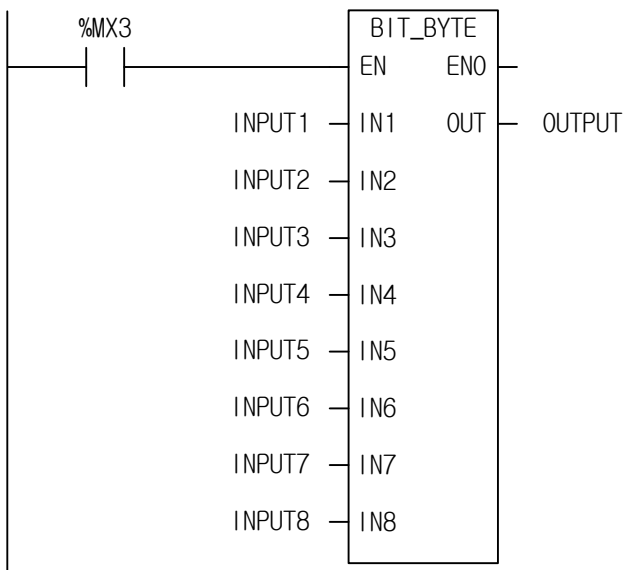 %MX3 BIT_BYTE
EN ENO
INPUT1 IN1 OUT OUTPUT
INPUT2 IN2
INPUT3 IN3
INPUT4 IN4
INPUT5 IN5
INPUT6 IN6
INPUT7 IN7
INPUT8 IN8